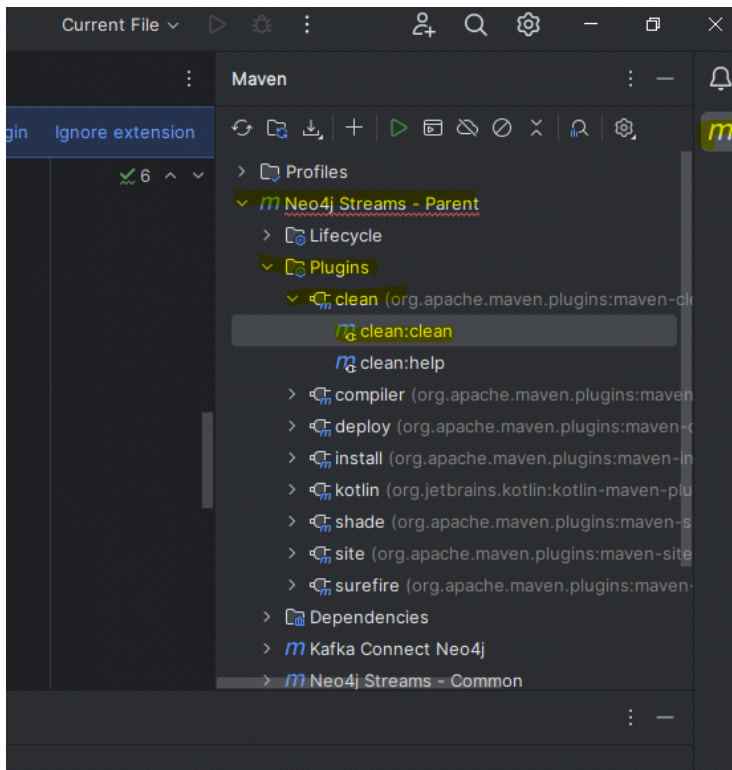 Current File
Maven
gin Ignore extension
6
Profiles
m Neo4j Streams - Parent
Lifecycle
Plugins
clean (org.apache.maven.plugins:maven-cle
clean:clean
clean:help
compiler (org.apache.maven.plugins:maven
deploy (org.apache.maven.plugins:maven-d
install (org.apache.maven.plugins:maven-in
kotlin (org.jetbrains.kotlin:kotlin-maven-plu
shade (org.apache.maven.plugins:maven-s
site (org.apache.maven.plugins:maven-site
surefire (org.apache.maven.plugins:maven-
Dependencies
m Kafka Connect Neo4j
m Neo4j Streams - Common